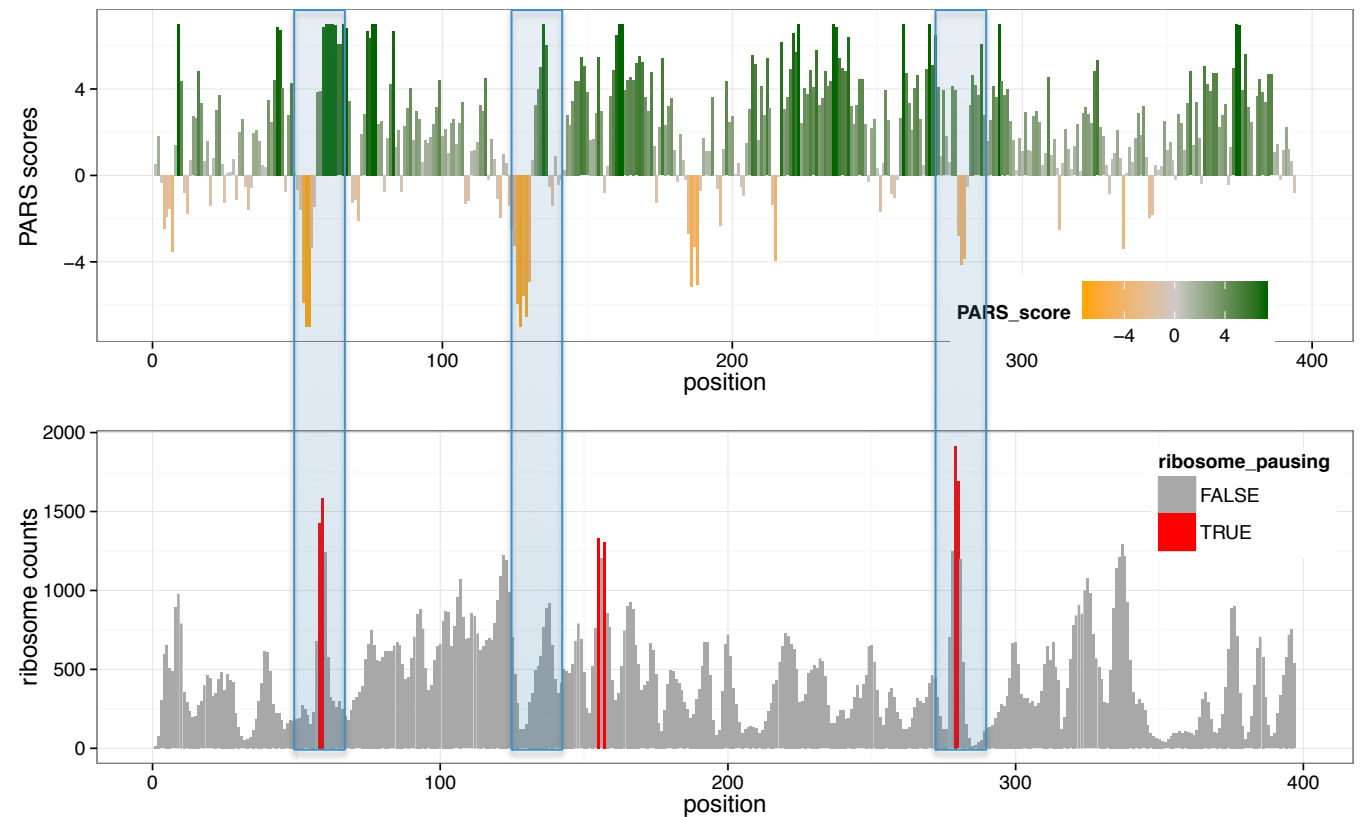 PARS scores
4
0
−4
PARS_score
−4 0 4
0 100 200 300 400
position
ribosome counts
2000
1500
1000
500
0
ribosome_pausing
FALSE
TRUE
0 100 200 300 400
position